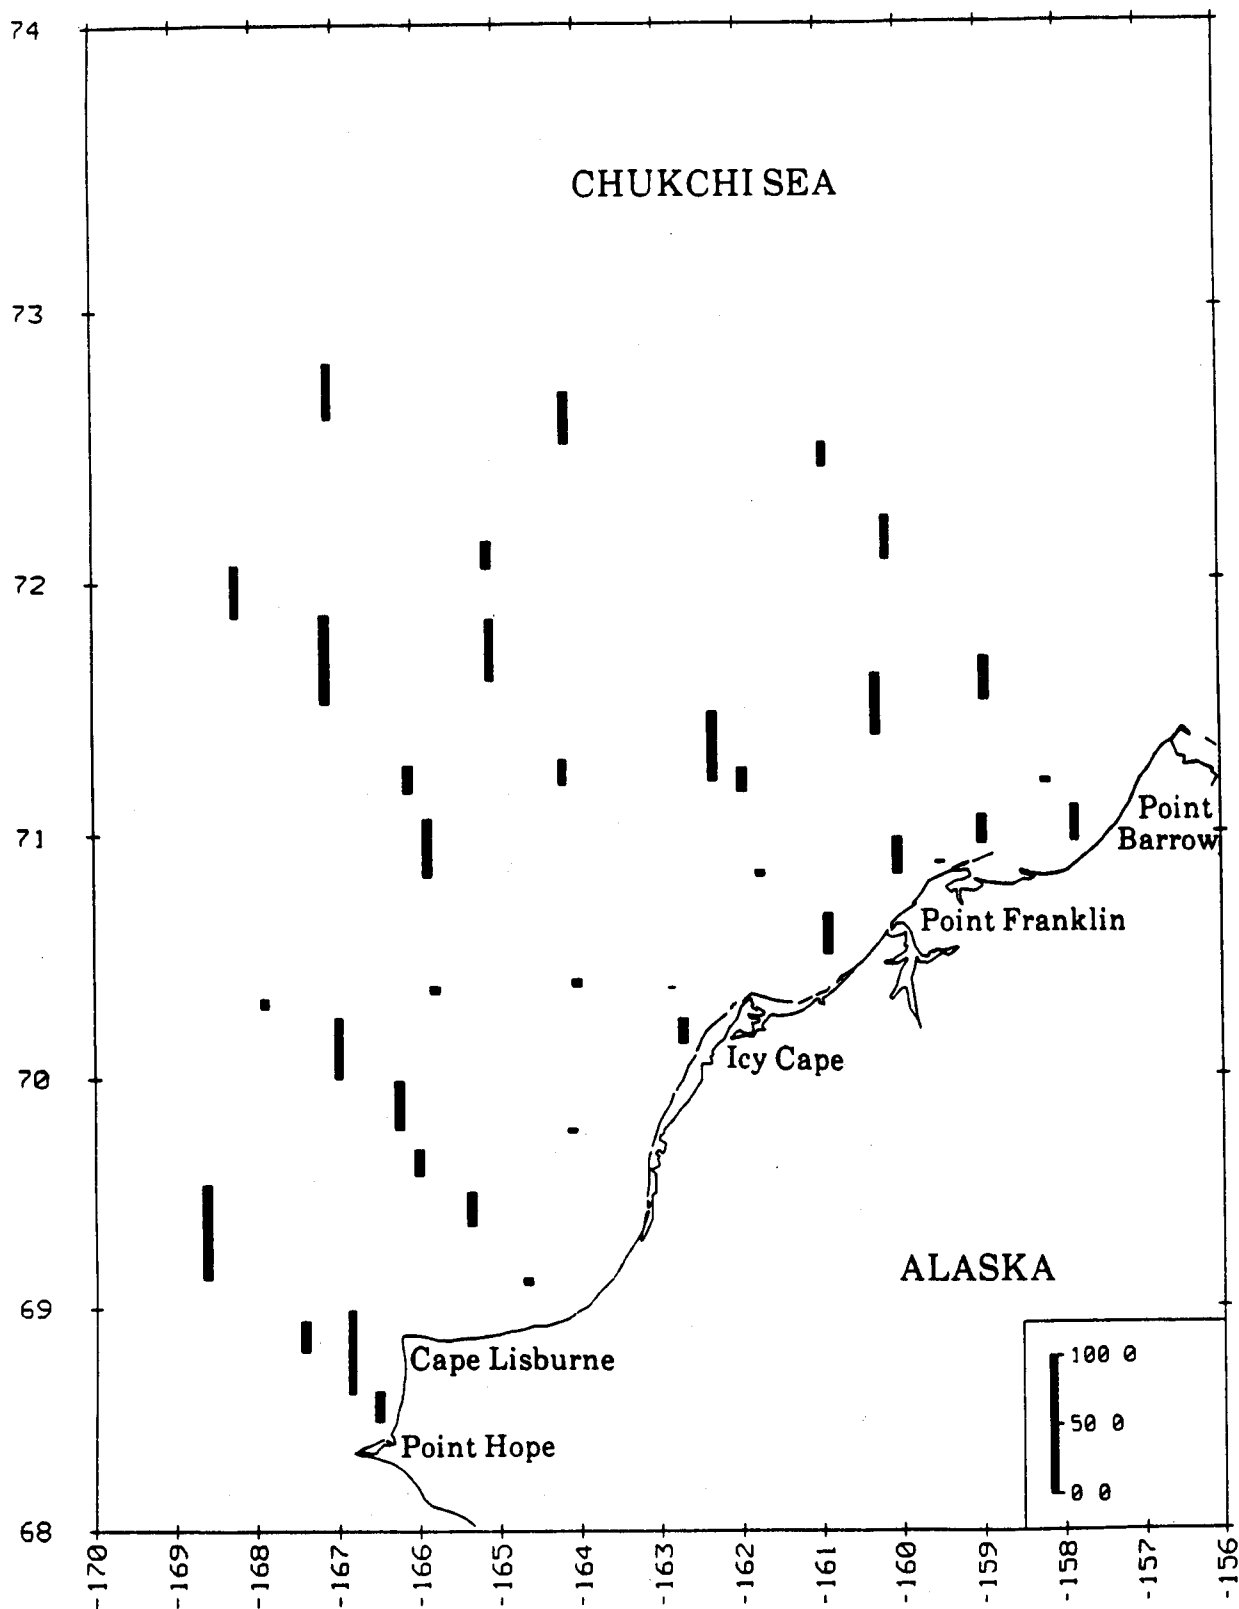 74
CHUKCHI SEA
73
72
71
Point
Barrow
Point Franklin
Icy Cape
70
ALASKA
69
Cape Lisburne
100 0
50 0
0 0
Point Hope
68
-170 -169 -168 -167 -166 -165 -164 -163 -162 -161 -160 -159 -158 -157 -156